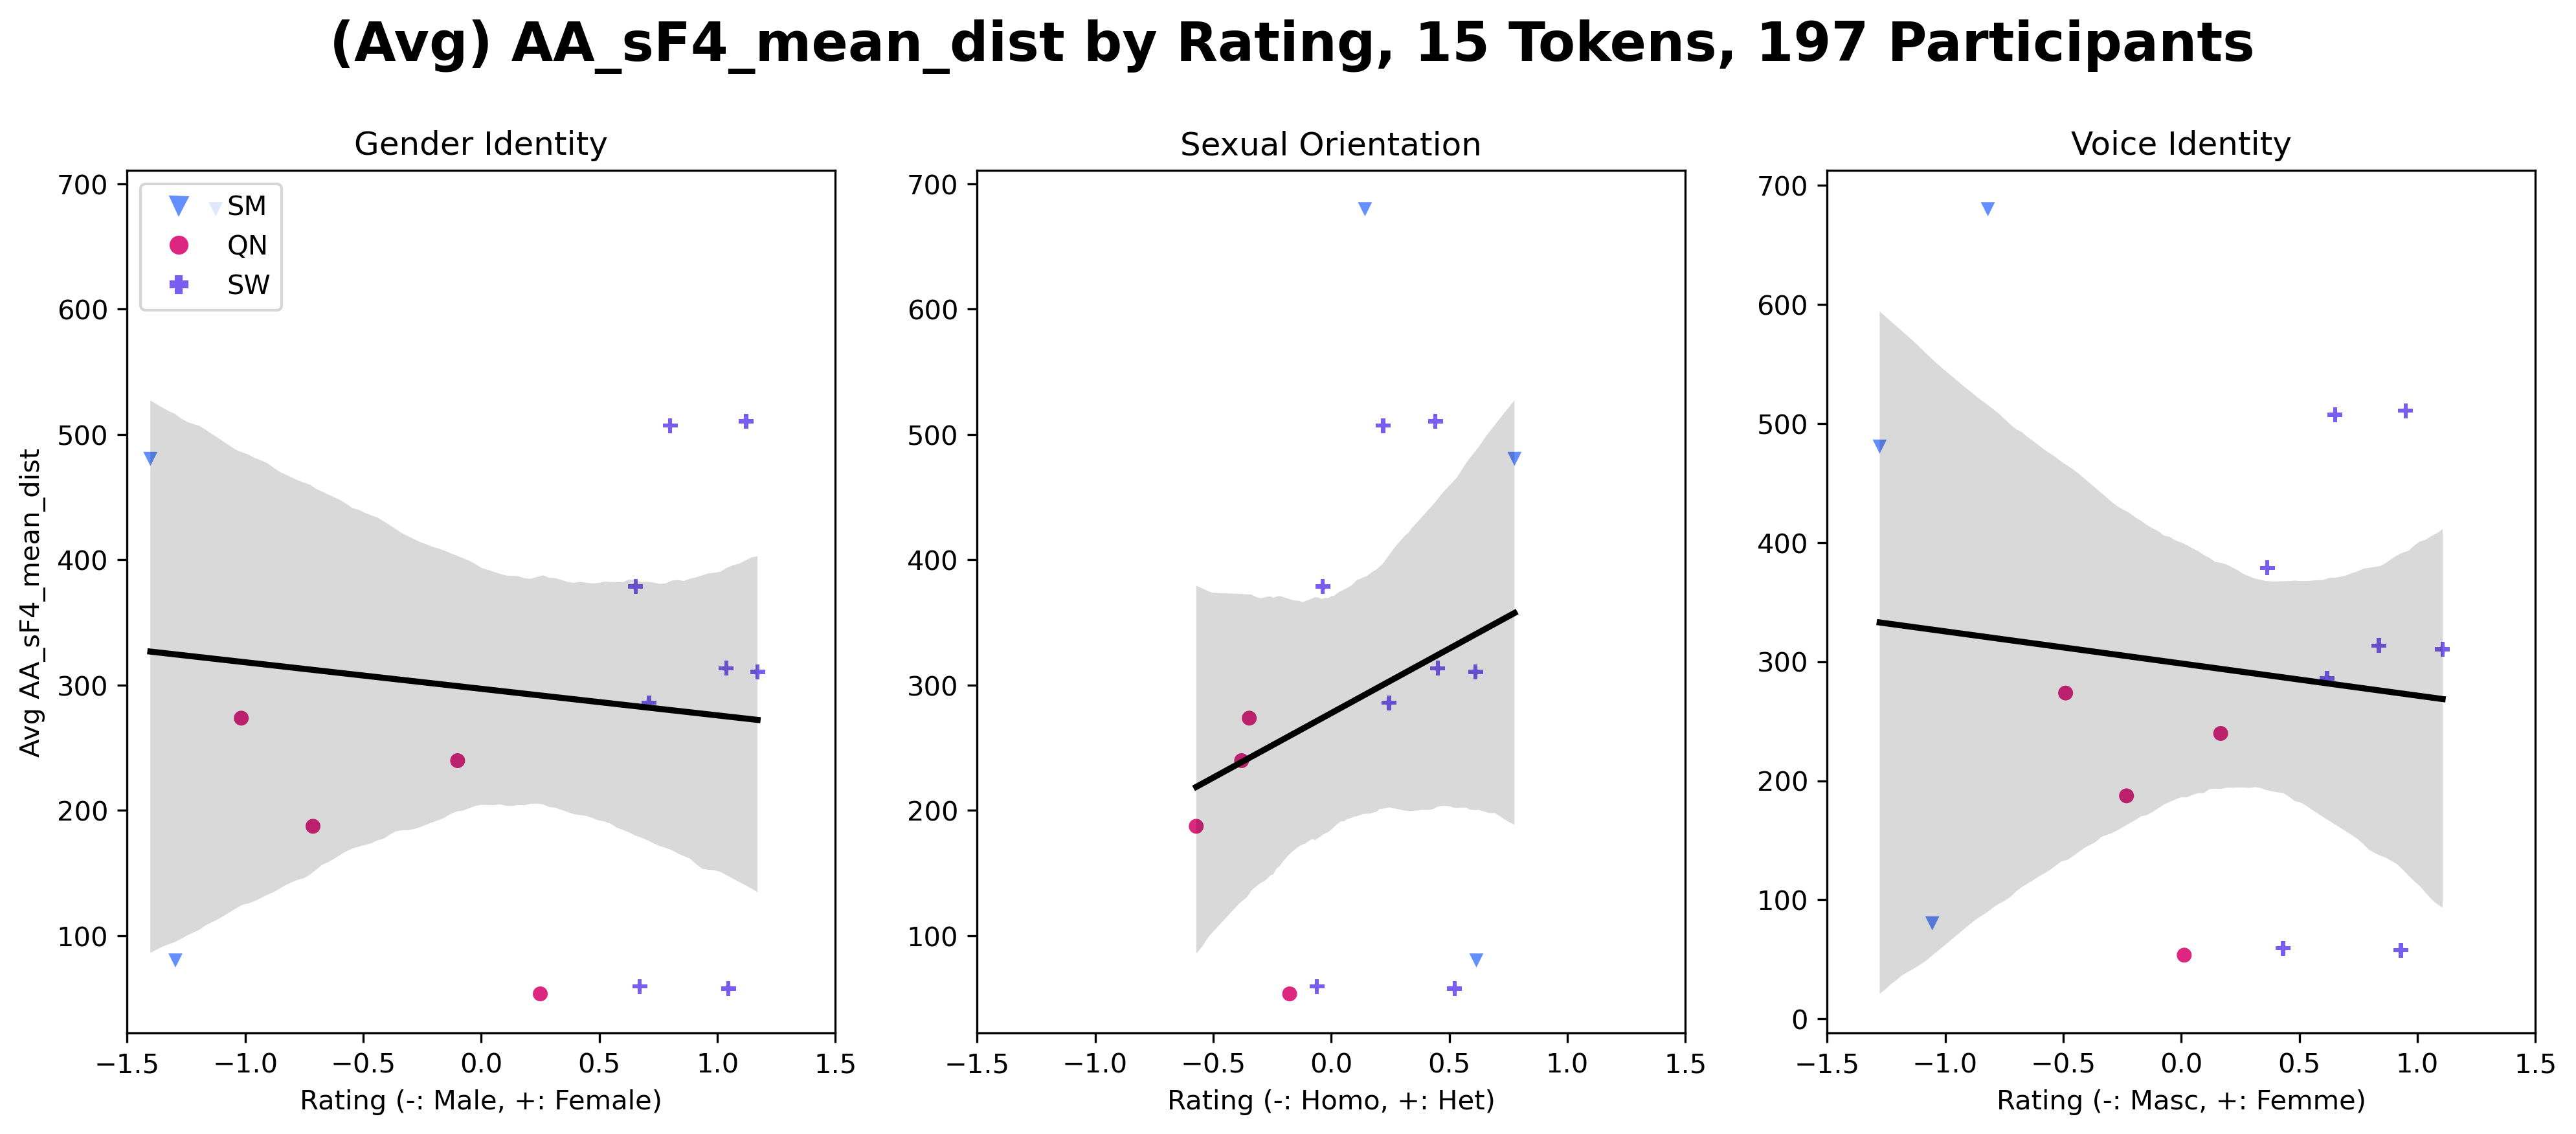 (Avg) AA_sF4_mean_dist by Rating, 15 Tokens, 197 Participants
Gender Identity
Sexual Orientation
Voice Identity
SM
QN
SW
Avg AA_sF4_mean_dist
700
600
500
400
300
200
100
−1.5 −1.0 −0.5 0.0 0.5 1.0 1.5
Rating (-: Male, +: Female)
700
600
500
400
300
200
100
−1.5 −1.0 −0.5 0.0 0.5 1.0 1.5
Rating (-: Homo, +: Het)
700
600
500
400
300
200
100
0
−1.5 −1.0 −0.5 0.0 0.5 1.0 1.5
Rating (-: Masc, +: Femme)